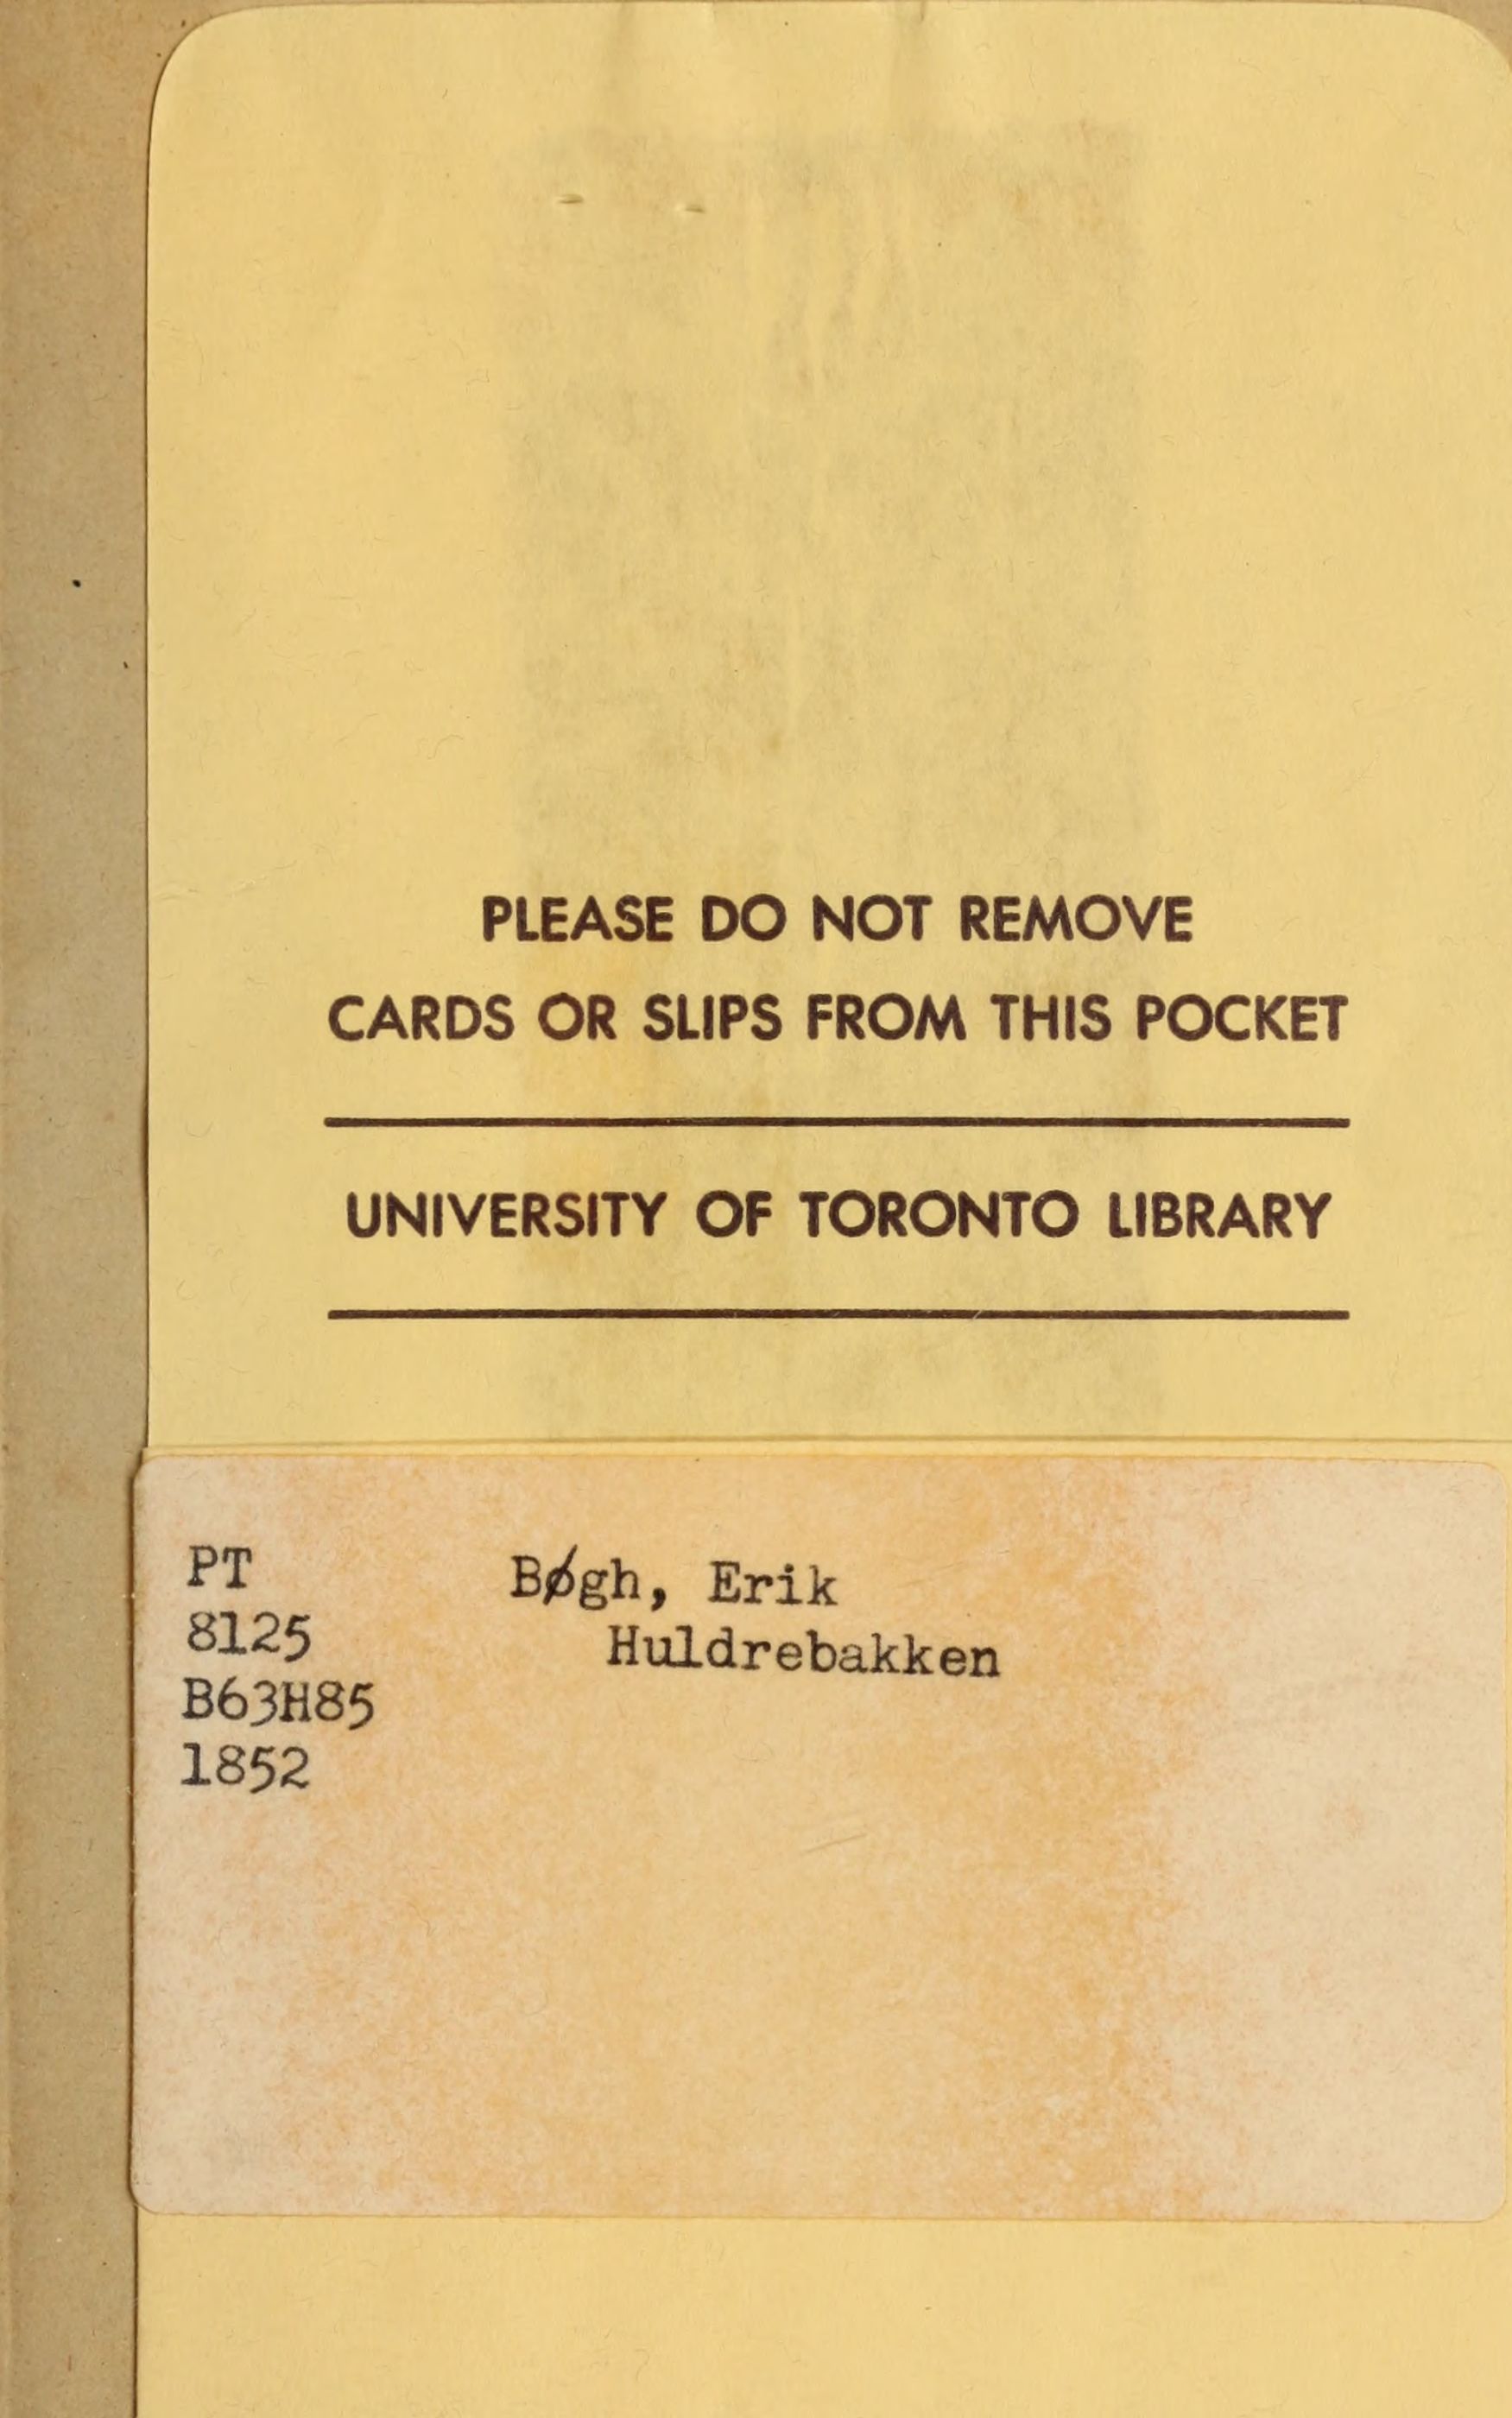 PLEASE DO NOT REMOVE
CARDS OR SLIPS FROM THIS POCKET
UNIVERSITY OF TORONTO LIBRARY
PT
8125
B63H85
1852
Bøgh, Erik
Huldrebakken